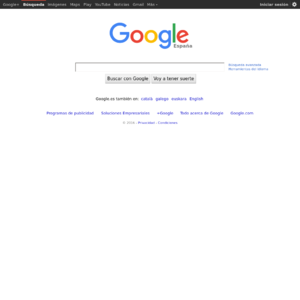 Google+ Búsqueda Imágenes Maps Play YouTube Noticias Gmail Más Iniciar sesión
Google
España
Búsqueda avanzada
Herramientas del idioma
Buscar con Google Voy a tener suerte
Google.es también en: català galego euskara English
Programas de publicidad Soluciones Empresariales +Google Todo acerca de Google Google.com
© 2016 - Privacidad - Condiciones